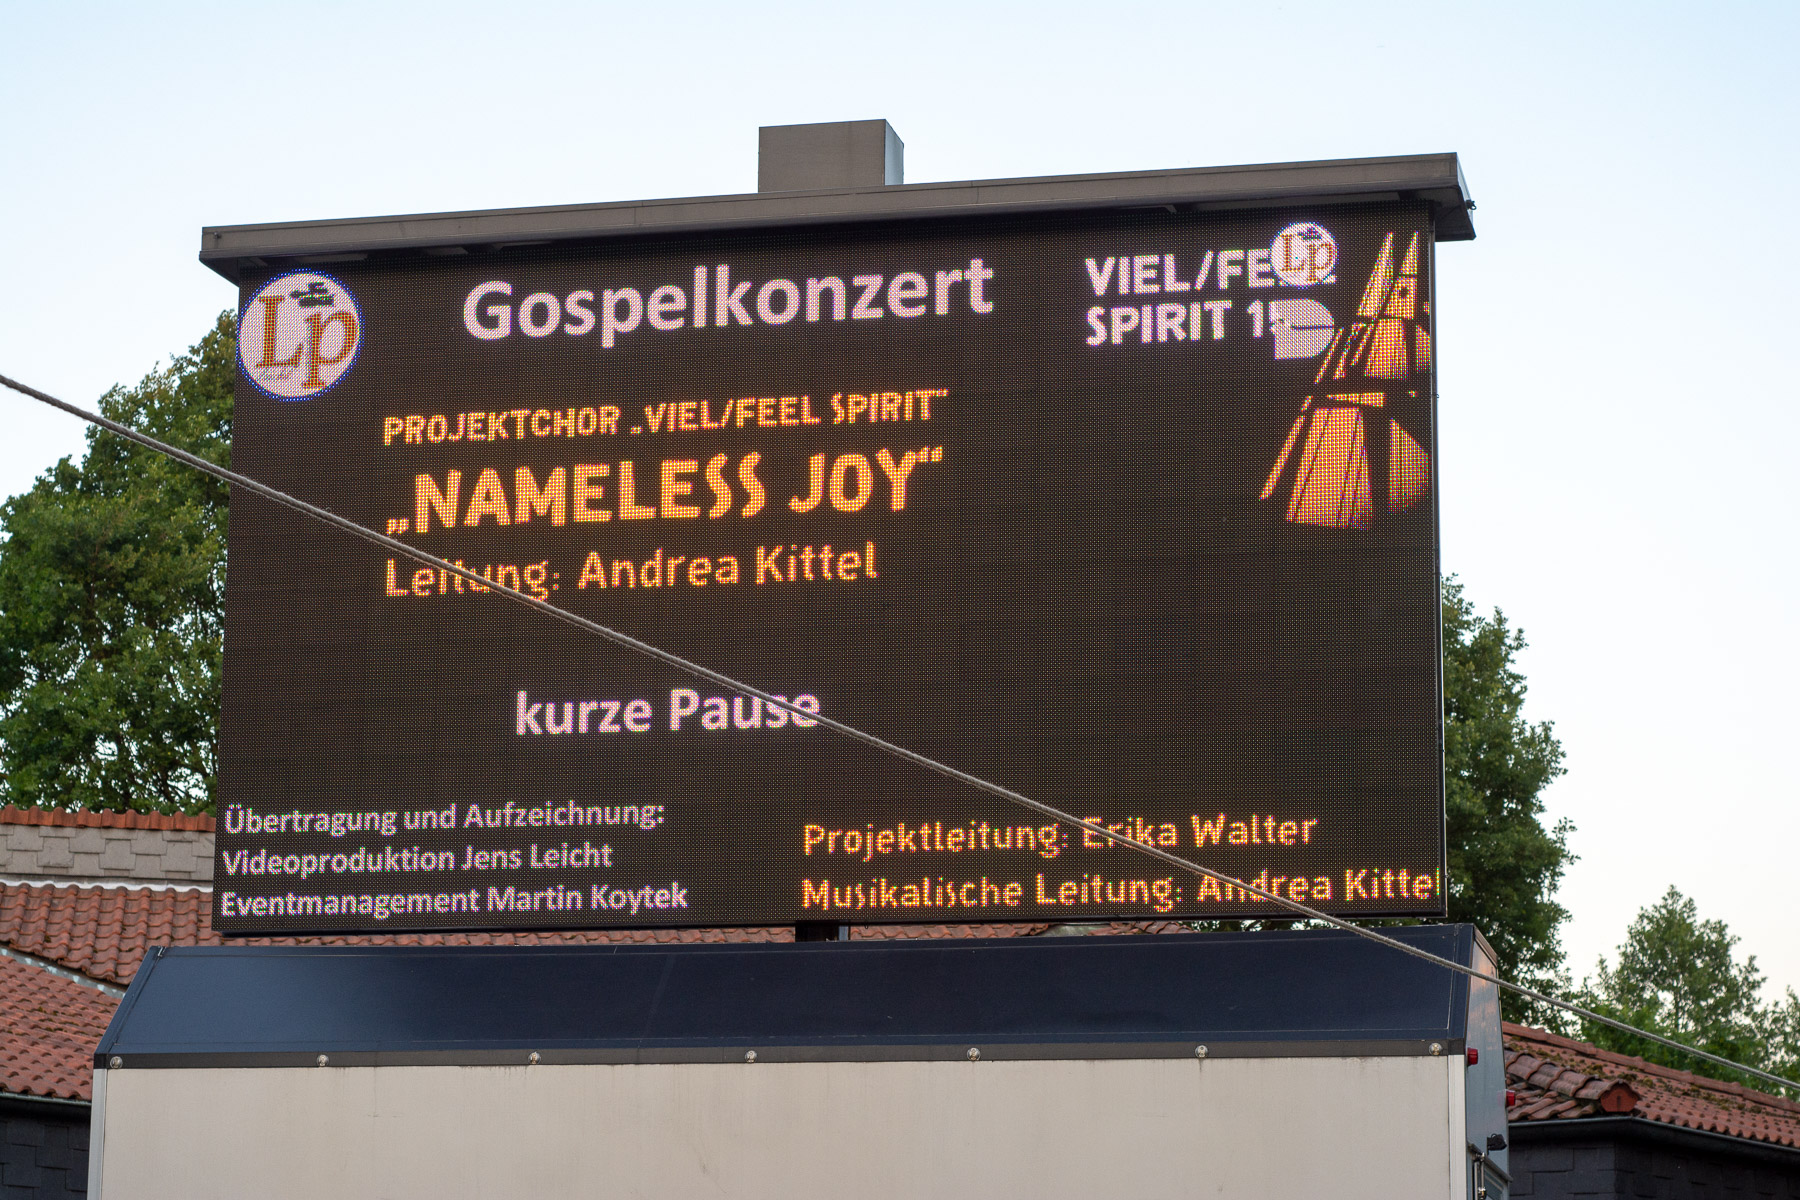 Lp
Gospelkonzert
VIEL/FE
Lp
SPIRIT
PROJEKTCHOR „VIEL/FEEL SPIRIT“
„NAMELESS JOY“
Leitung: Andrea Kittel
kurze Pause
Übertragung und Aufzeichnung:
Videoproduktion Jens Leicht
Eventmanagement Martin Koytek
Projektleitung: Erika Walter
Musikalische Leitung: Andrea Kittel